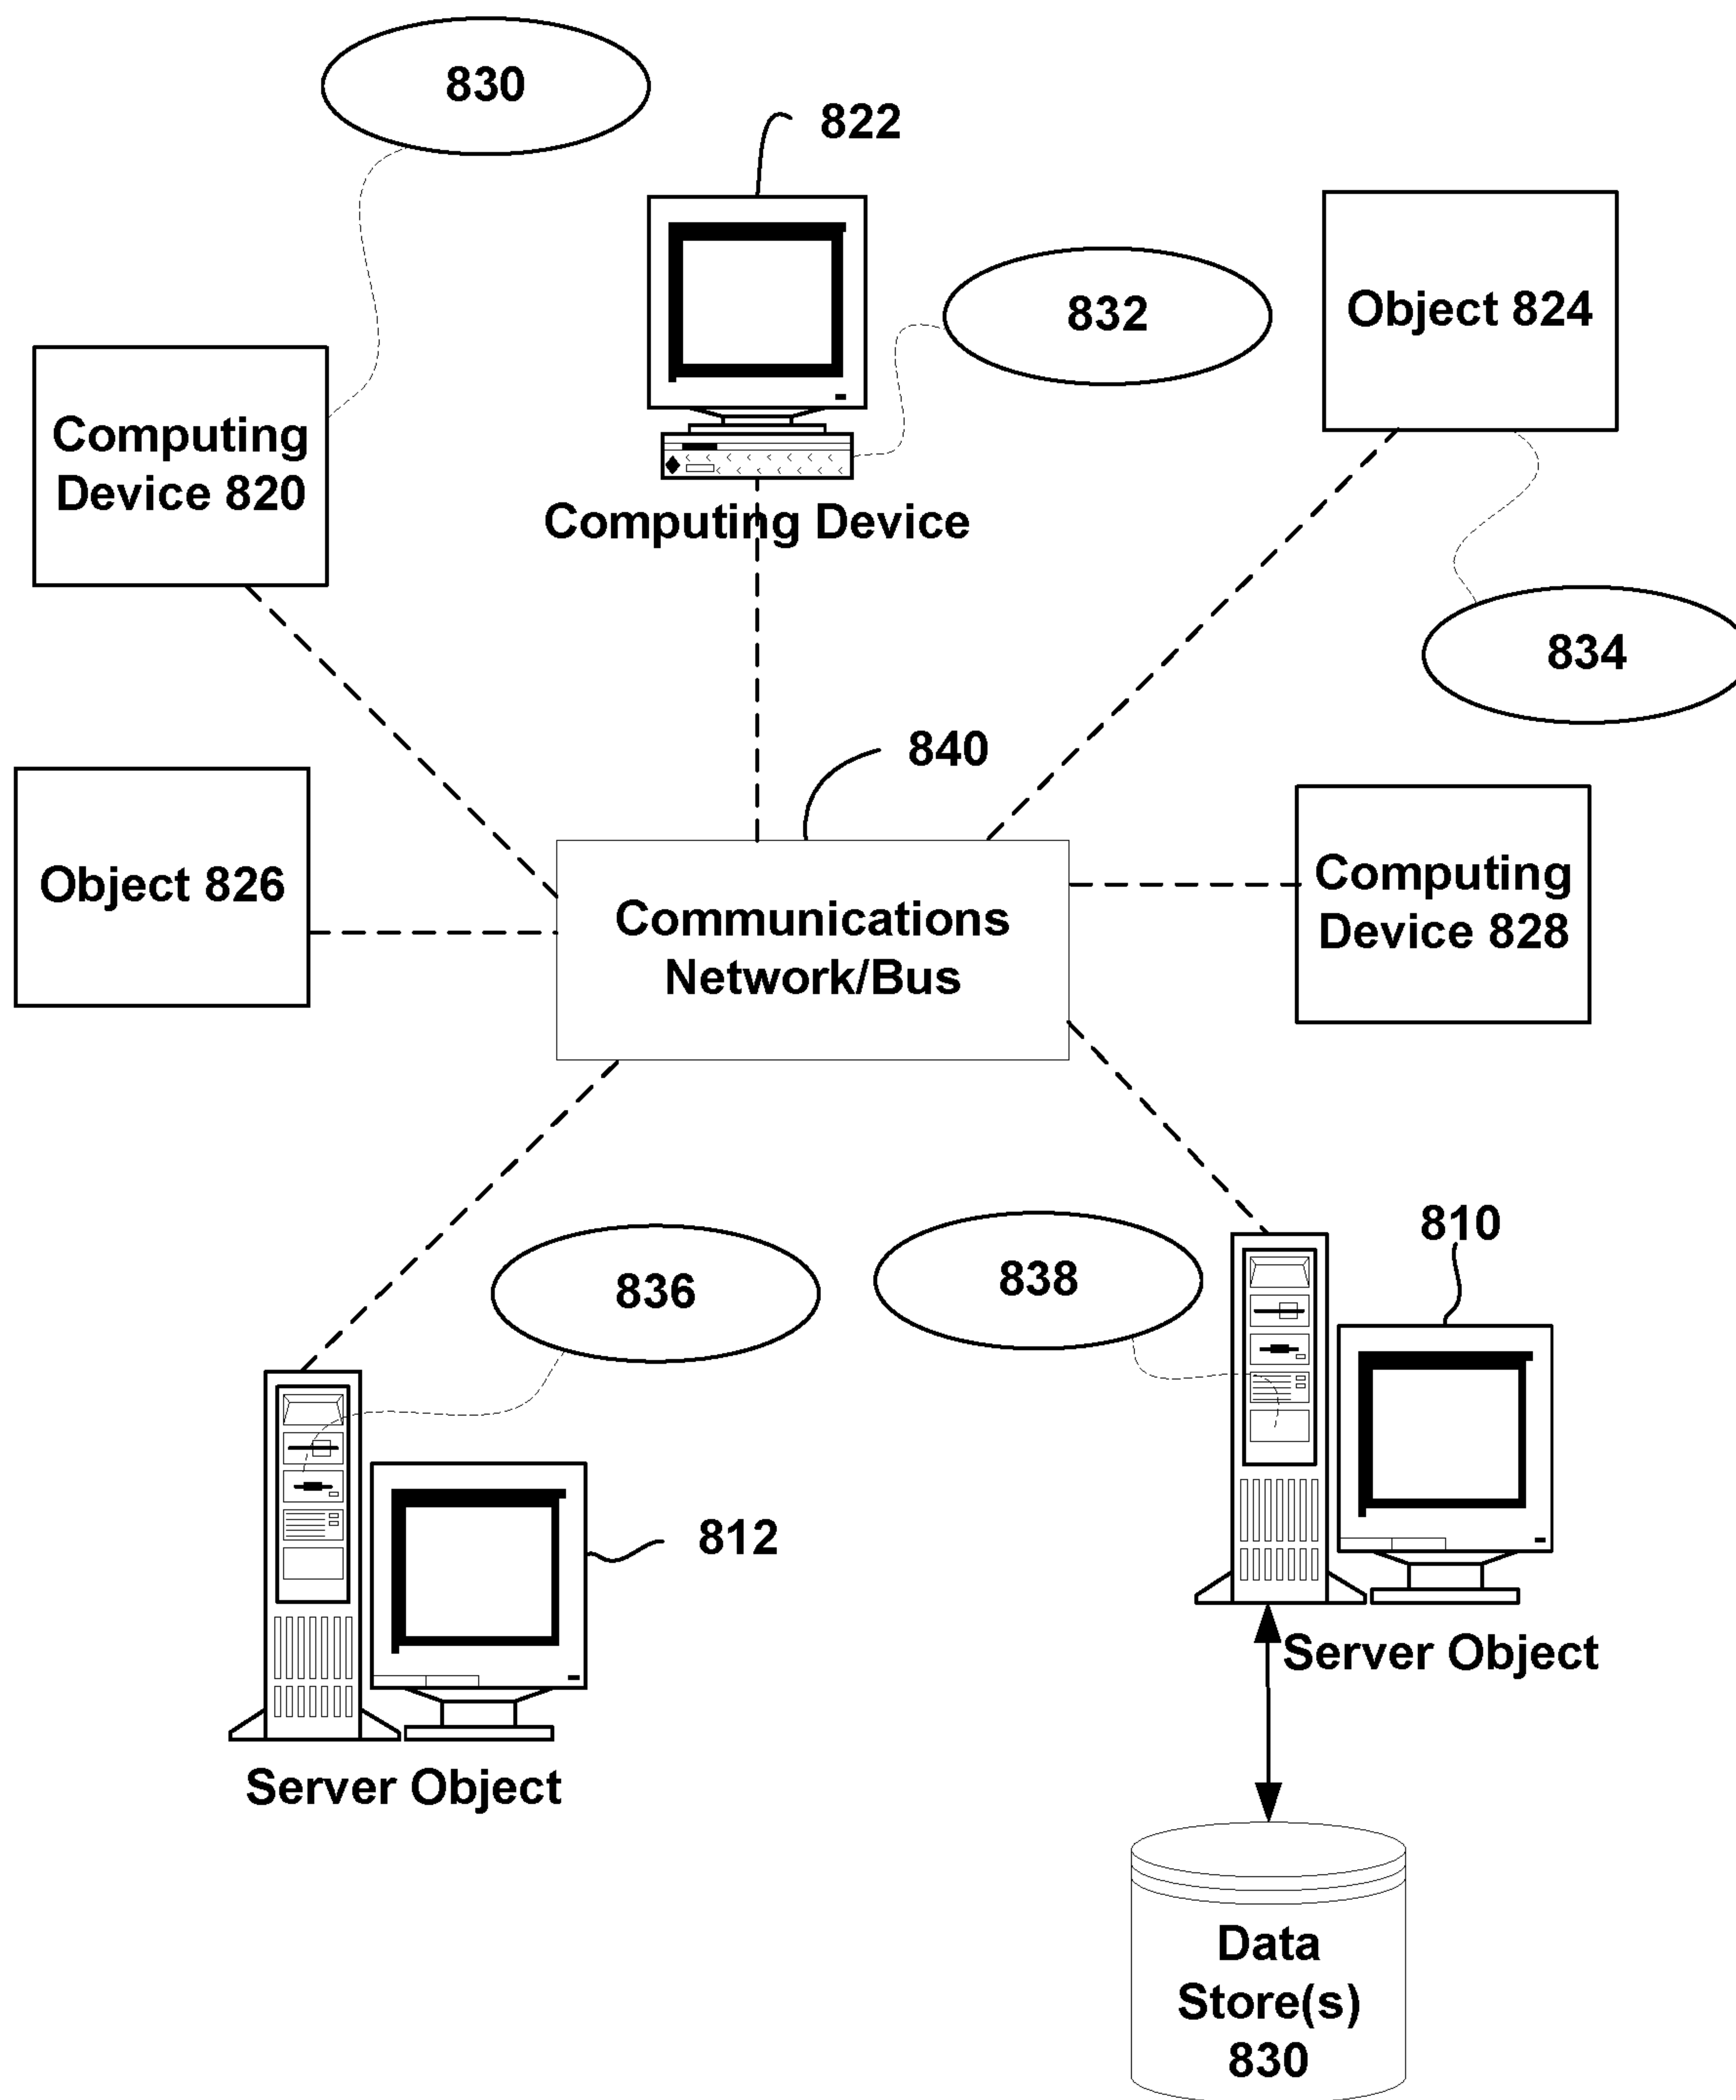 830
822
832
Object 824
Computing
Device 820
Computing Device
834
840
Object 826
Computing
Device 828
Communications
Network/Bus
810
836
838
812
Server Object
Server Object
Data
Store(s)
830